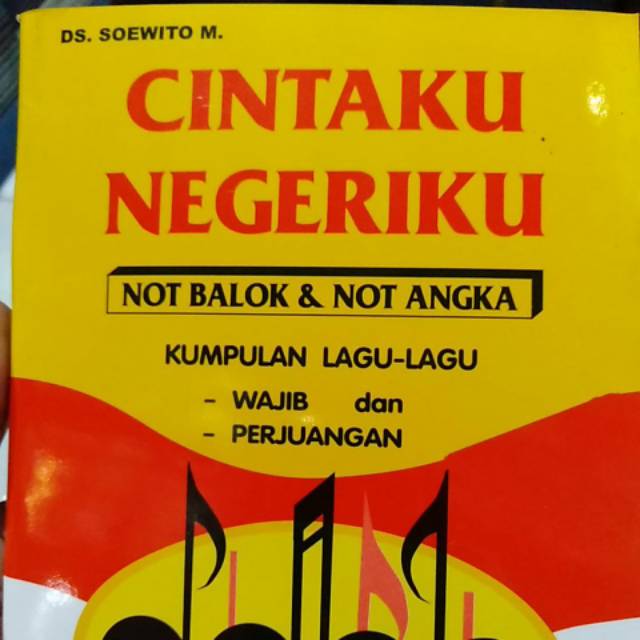 DS. SOEWITO M.
CINTAKU
NEGERIKU
NOT BALOK & NOT ANGKA
KUMPULAN LAGU-LAGU
- WAJIB dan
- PERJUANGAN